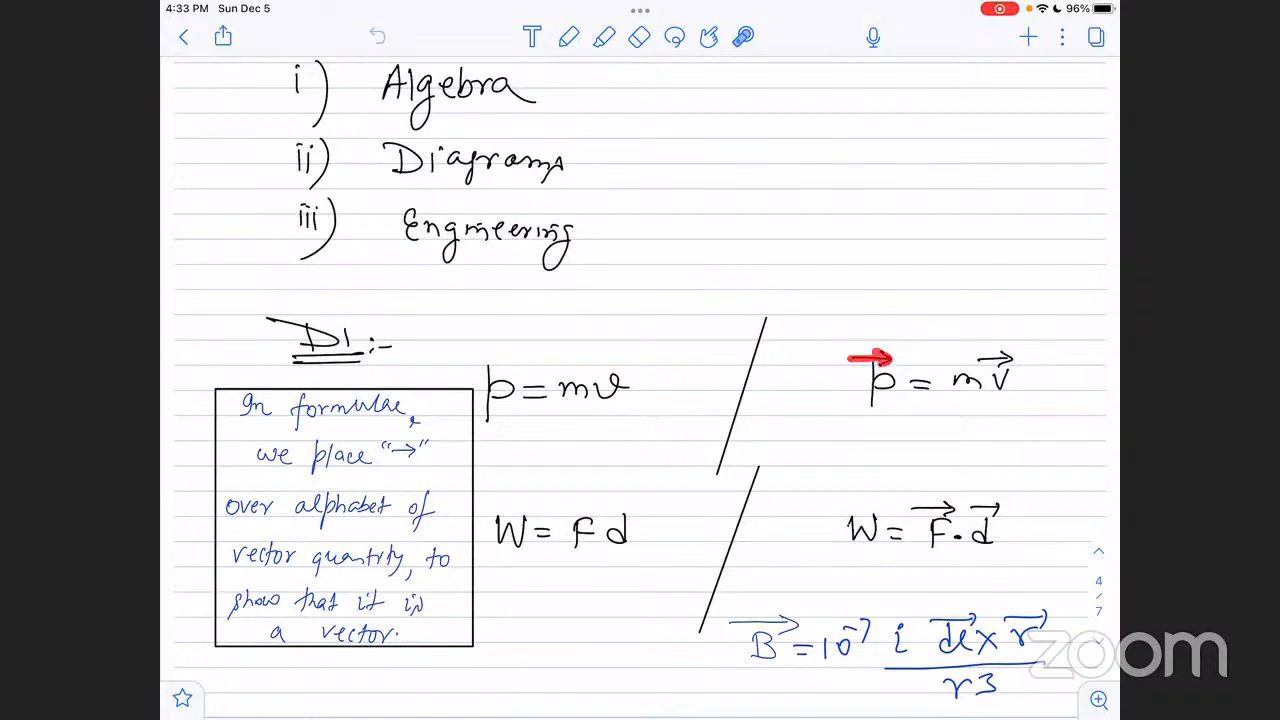 4:33 PM Sun Dec 5
96%
i) Algebra
ii) Diagrams
iii) Engineering
D1 :-
p = mv / p⃗ = mv⃗
In formulae,
we place "→"
over alphabet of
vector quantity, to
show that it is
a vector.
W = Fd / W = F⃗ · d⃗
4
/
7
B⃗ = 10⁻⁷ i dl⃗ × r⃗
r3
zoom